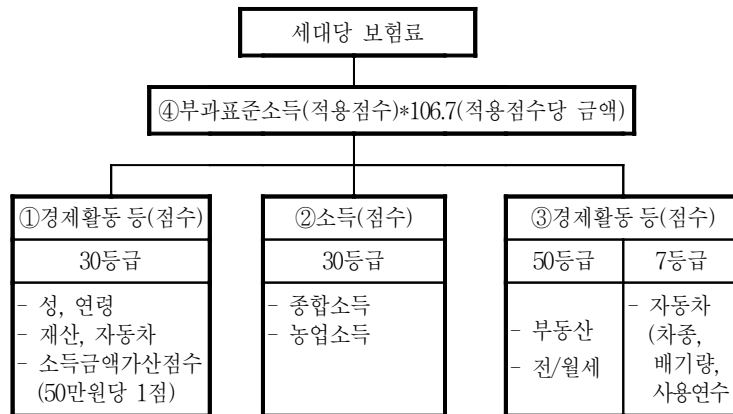 세대당 보험료
④부과표준소득(적용점수)*106.7(적용점수당 금액)
①경제활동 등(점수)
30등급
- 성, 연령
- 재산, 자동차
- 소득금액가산점수
(50만원당 1점)
②소득(점수)
30등급
- 종합소득
- 농업소득
③경제활동 등(점수)
50등급
- 부동산
- 전/월세
7등급
- 자동차
(차종,
배기량,
사용연수